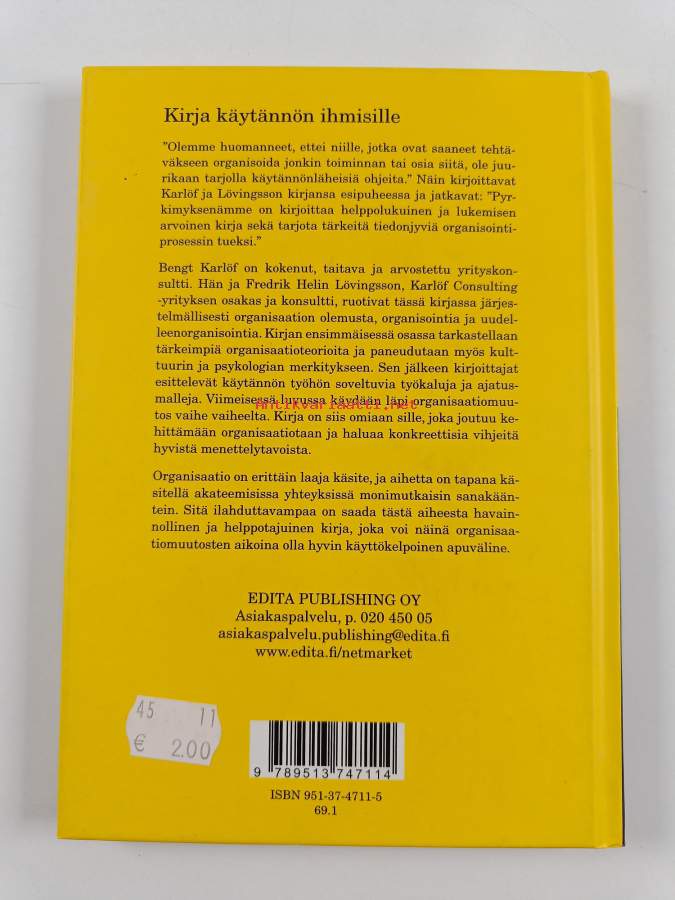 Kirja käytännön ihmisille
”Olemme huomanneet, ettei niille, jotka ovat saaneet tehtä-
väkseen organisoida jonkin toiminnan tai osia siitä, ole juu-
rikaan tarjolla käytännönläheisiä ohjeita.” Näin kirjoittavat
Karlöf ja Lövingsson kirjansa esipuheessa ja jatkavat: ”Pyr-
kimyksenämme on kirjoittaa helppolukuinen ja lukemisen
arvoinen kirja sekä tarjota tärkeitä tiedonjyviä organisointi-
prosessin tueksi.”
Bengt Karlöf on kokenut, taitava ja arvostettu yrityskon-
sultti. Hän ja Fredrik Helin Lövingsson, Karlöf Consulting
-yrityksen osakas ja konsultti, ruotivat tässä kirjassa järjes-
telmällisesti organisaation olemusta, organisointia ja uudel-
leenorganisointia. Kirjan ensimmäisessä osassa tarkastellaan
tärkeimpiä organisaatioteorioita ja paneudutaan myös kult-
tuurin ja psykologian merkitykseen. Sen jälkeen kirjoittajat
esittelevät käytännön työhön soveltuvia työkaluja ja ajatus-
malleja. Viimeisessä luvussa käydään läpi organisaatiomuu-
Antikvariaatti.net
tos vaihe vaiheelta. Kirja on siis omiaan sille, joka joutuu ke-
hittämään organisaatiotaan ja haluaa konkreettisia vihjeitä
hyvistä menettelytavoista.
Organisaatio on erittäin laaja käsite, ja aihetta on tapana kä-
sitellä akateemisissa yhteyksissä monimutkaisin sanakään-
tein. Sitä ilahduttavampaa on saada tästä aiheesta havain-
nollinen ja helppotajuinen kirja, joka voi näinä organisaa-
tiomuutosten aikoina olla hyvin käyttökelpoinen apuväline.
EDITA PUBLISHING OY
Asiakaspalvelu, p. 020 450 05
asiakaspalvelu.publishing@edita.fi
www.edita.fi/netmarket
45 11
€ 2.00
9 789513 747114
ISBN 951-37-4711-5
69.1